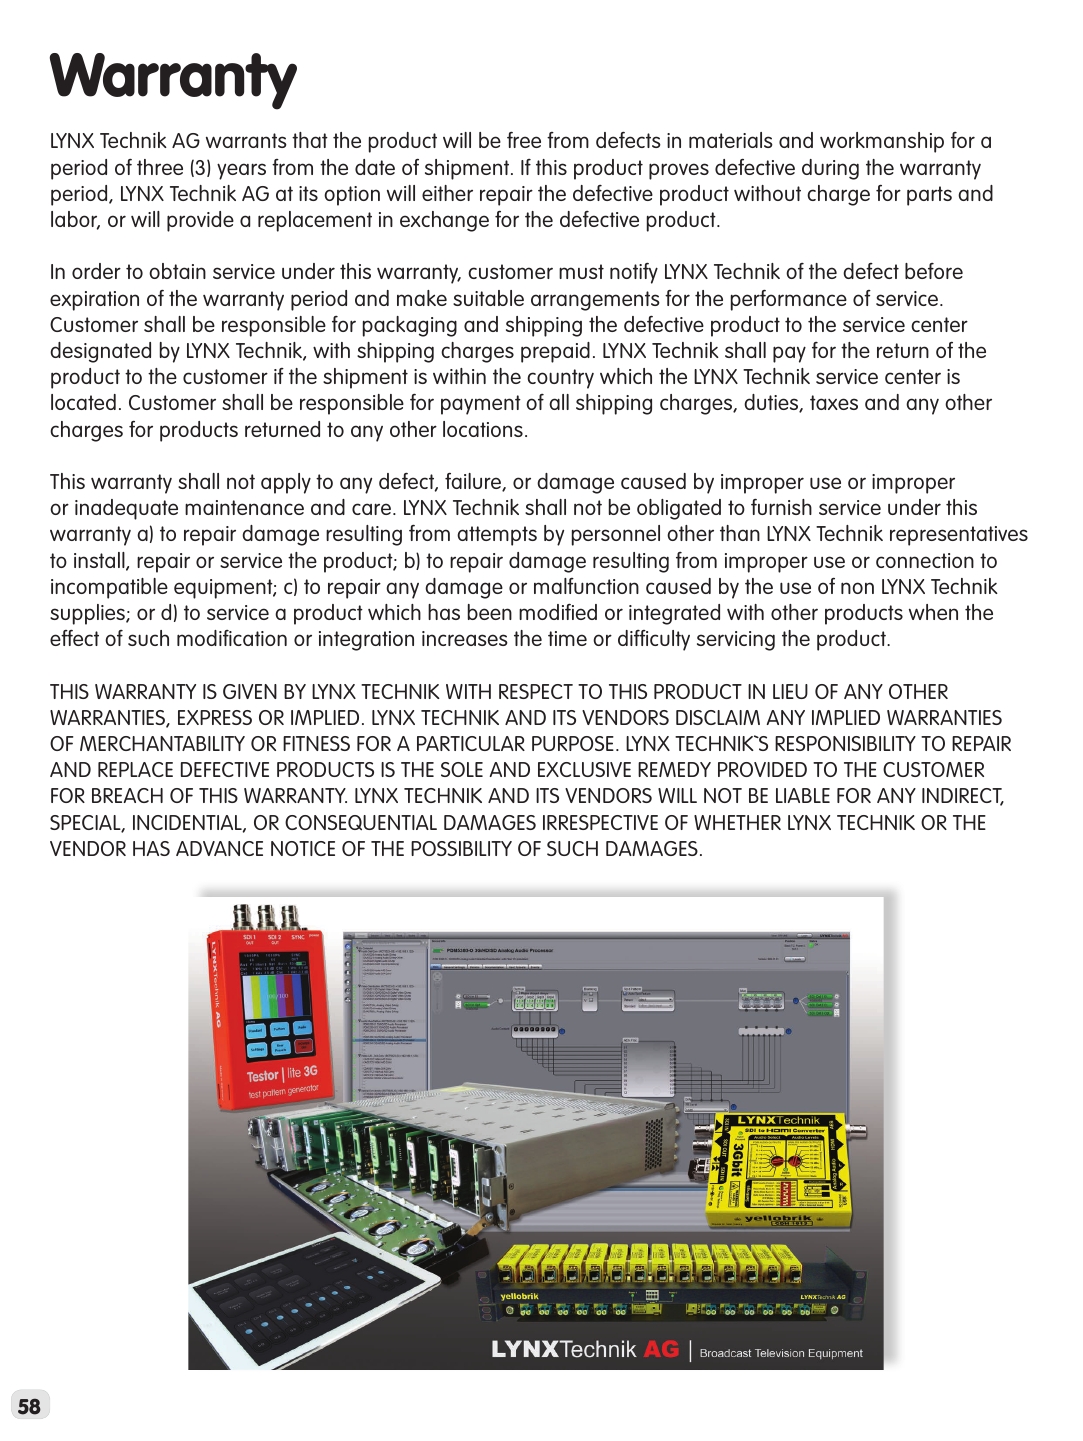 Warranty
LYNX Technik AG warrants that the product will be free from defects in materials and workmanship for a
period of three (3) years from the date of shipment. If this product proves defective during the warranty
period, LYNX Technik AG at its option will either repair the defective product without charge for parts and
labor, or will provide a replacement in exchange for the defective product.
In order to obtain service under this warranty, customer must notify LYNX Technik of the defect before
expiration of the warranty period and make suitable arrangements for the performance of service.
Customer shall be responsible for packaging and shipping the defective product to the service center
designated by LYNX Technik, with shipping charges prepaid. LYNX Technik shall pay for the return of the
product to the customer if the shipment is within the country which the LYNX Technik service center is
located. Customer shall be responsible for payment of all shipping charges, duties, taxes and any other
charges for products returned to any other locations.
This warranty shall not apply to any defect, failure, or damage caused by improper use or improper
or inadequate maintenance and care. LYNX Technik shall not be obligated to furnish service under this
warranty a) to repair damage resulting from attempts by personnel other than LYNX Technik representatives
to install, repair or service the product; b) to repair damage resulting from improper use or connection to
incompatible equipment; c) to repair any damage or malfunction caused by the use of non LYNX Technik
supplies; or d) to service a product which has been modified or integrated with other products when the
effect of such modification or integration increases the time or difficulty servicing the product.
THIS WARRANTY IS GIVEN BY LYNX TECHNIK WITH RESPECT TO THIS PRODUCT IN LIEU OF ANY OTHER
WARRANTIES, EXPRESS OR IMPLIED. LYNX TECHNIK AND ITS VENDORS DISCLAIM ANY IMPLIED WARRANTIES
OF MERCHANTABILITY OR FITNESS FOR A PARTICULAR PURPOSE. LYNX TECHNIK`S RESPONISIBILITY TO REPAIR
AND REPLACE DEFECTIVE PRODUCTS IS THE SOLE AND EXCLUSIVE REMEDY PROVIDED TO THE CUSTOMER
FOR BREACH OF THIS WARRANTY. LYNX TECHNIK AND ITS VENDORS WILL NOT BE LIABLE FOR ANY INDIRECT,
SPECIAL, INCIDENTIAL, OR CONSEQUENTIAL DAMAGES IRRESPECTIVE OF WHETHER LYNX TECHNIK OR THE
VENDOR HAS ADVANCE NOTICE OF THE POSSIBILITY OF SUCH DAMAGES.
SDI 1 SDI 2 SYNC
OUT OUT
LYNXTechnik AG
Testor | lite 3G
test pattern generator
LYNXTechnik
SDI to HDMI Converter
Audio Select Audio Levels
3Gbit
yellobrik
yellobrik
LYNXTechnik AG
LYNXTechnik AG | Broadcast Television Equipment
58